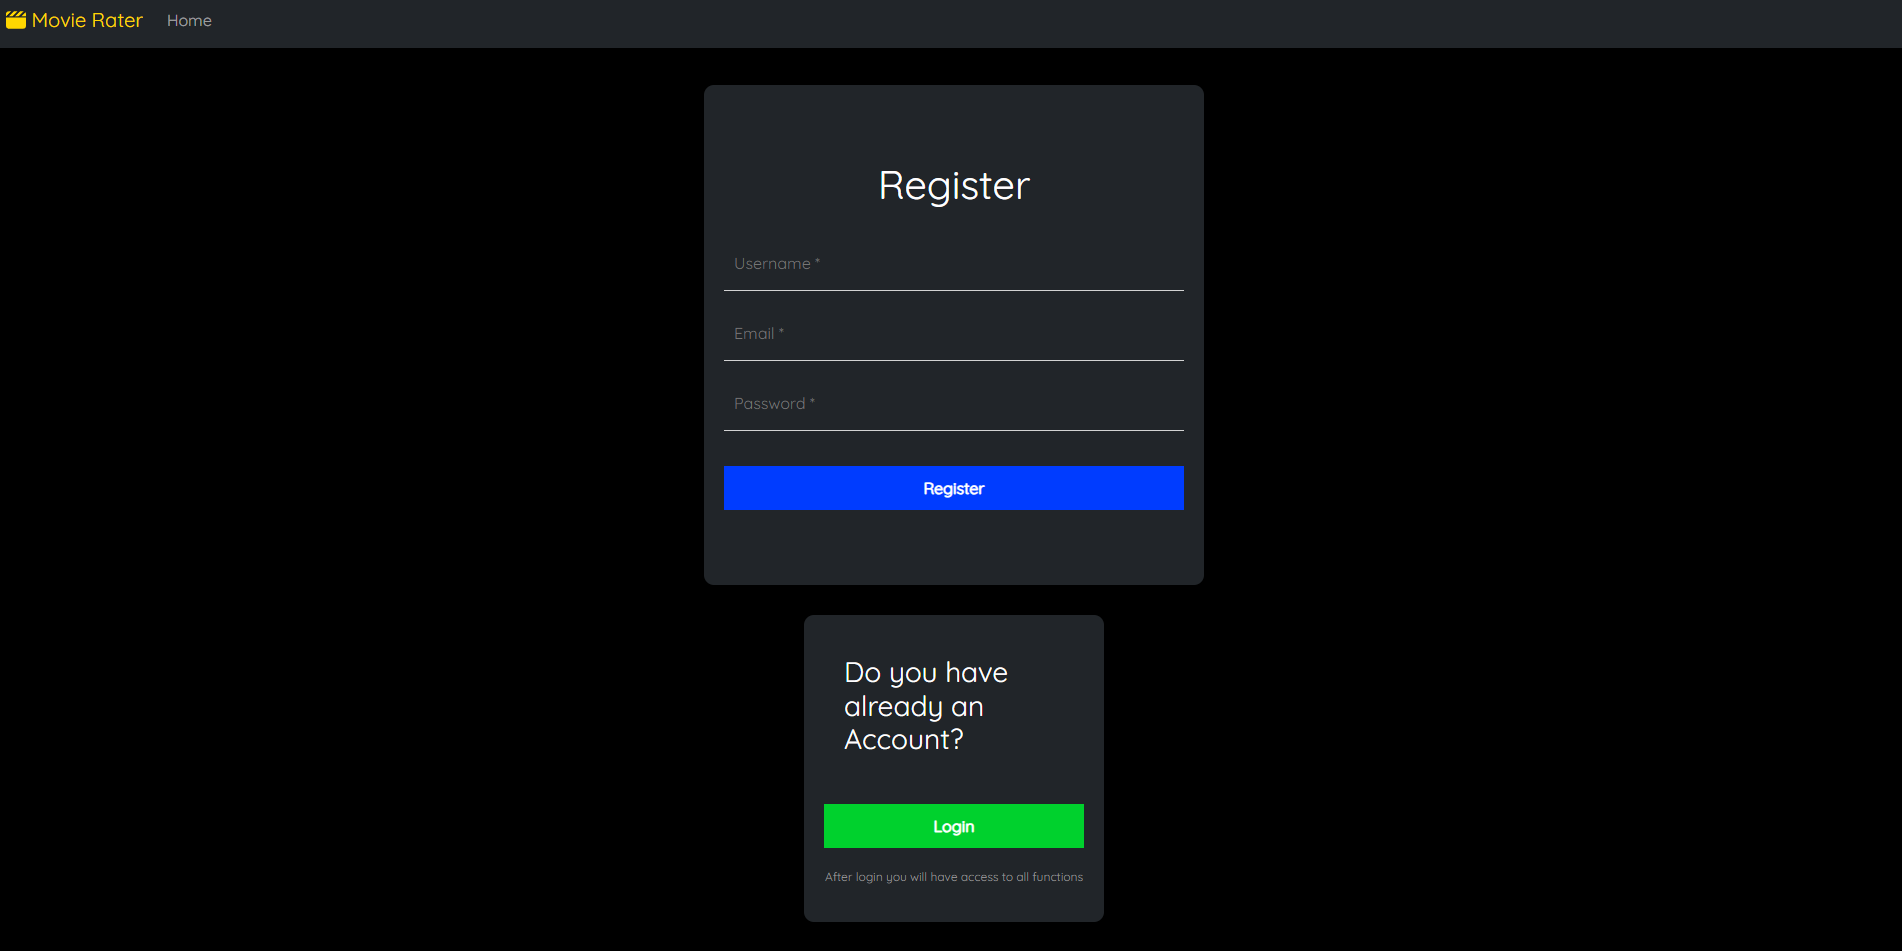 Movie Rater
Home
Register
Username *
Email *
Password *
Register
Do you have
already an
Account?
Login
After login you will have access to all functions